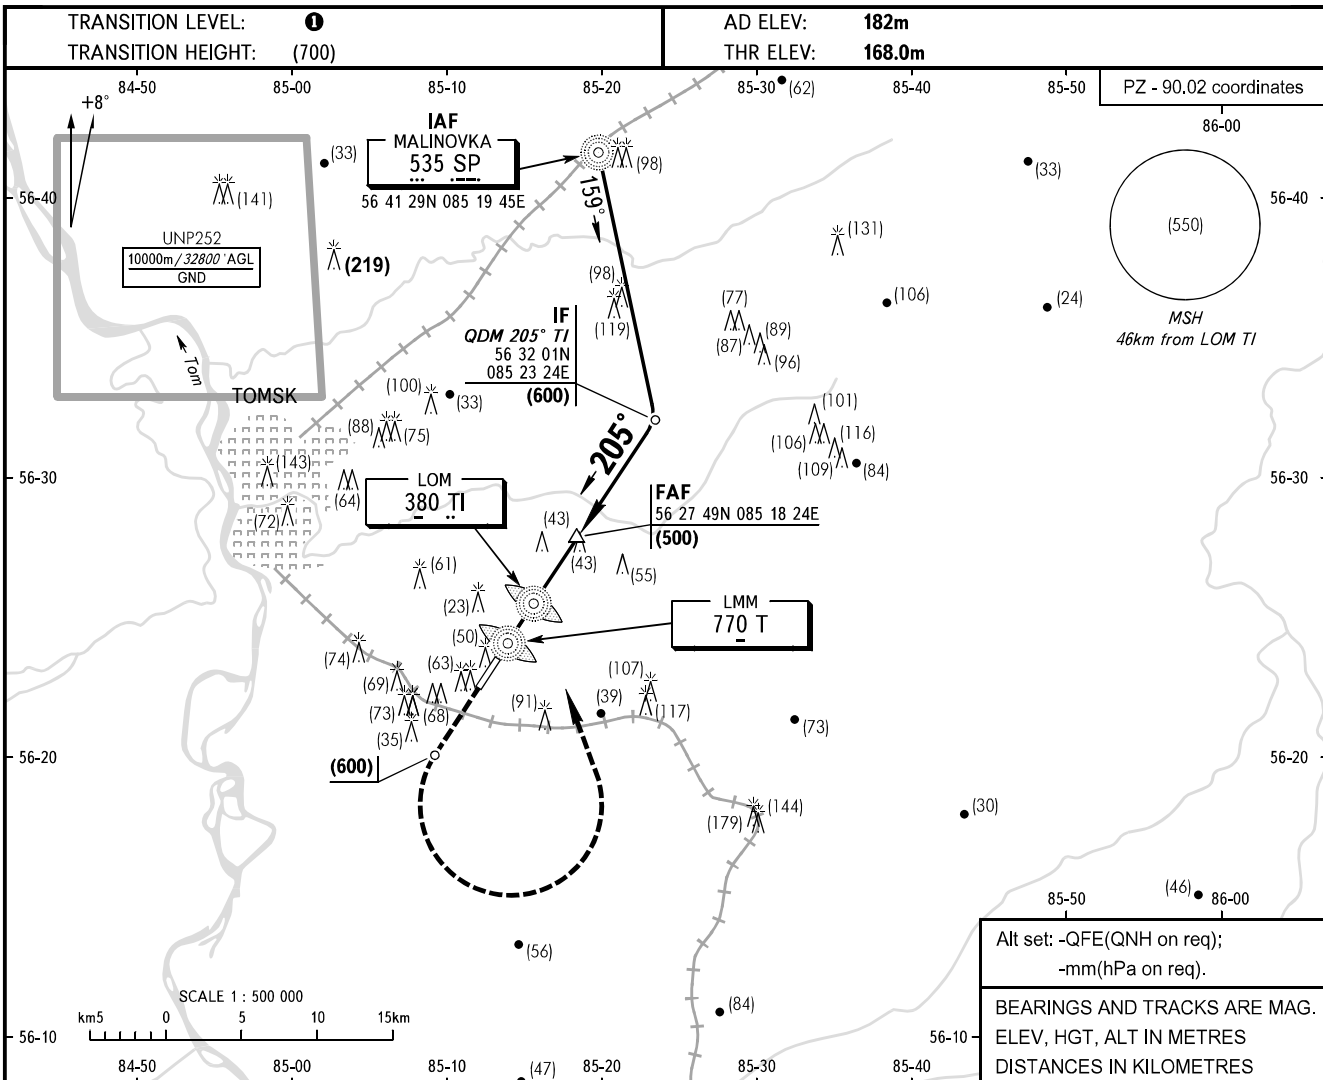 TRANSITION LEVEL: ❶
TRANSITION HEIGHT: (700)
AD ELEV: 182m
THR ELEV: 168.0m
84-50 85-00 85-10 85-20 85-30 85-40 85-50
PZ - 90.02 coordinates
86-00
+8°
(62)
IAF
MALINOVKA
535 SP
56 41 29N 085 19 45E
(33)
(98)
(33)
56-40
56-40
(141)
159°
(550)
UNP252
10000m/32800 'AGL
GND
(219)
(131)
(98)
(119)
(77)
(87)
(89)
(96)
(106)
(24)
MSH
46km from LOM TI
IF
QDM 205° TI
56 32 01N
085 23 24E
(600)
Tom
TOMSK
(100)
(33)
(88)
(75)
(101)
(106)
(116)
(109)
(84)
205°
(143)
(64)
(72)
56-30
56-30
LOM
380 TI
FAF
56 27 49N 085 18 24E
(500)
(43)
(43)
(55)
(61)
(23)
LMM
770 T
(50)
(74)
(63)
(69)
(73)
(68)
(35)
(107)
(117)
(91)
(39)
(73)
56-20
56-20
(600)
(144)
(179)
(30)
(46)
85-50 86-00
(56)
(84)
Alt set: -QFE(QNH on req);
-mm(hPa on req).
SCALE 1 : 500 000
km5 0 5 10 15km
BEARINGS AND TRACKS ARE MAG.
ELEV, HGT, ALT IN METRES
DISTANCES IN KILOMETRES
56-10
56-10
84-50 85-00 85-10 85-20 85-30 85-40
(47)